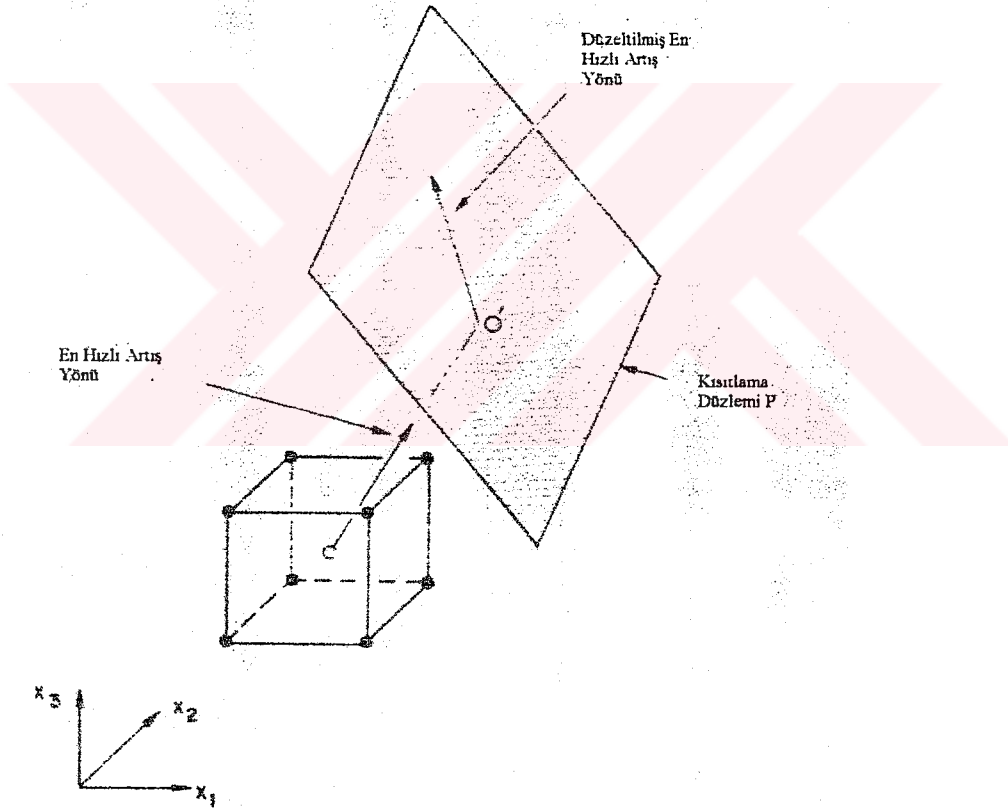 Düzeltilmiş En
Hızlı Artış
Yönü
O'
En Hızlı Artış
Yönü
Kısıtlama
Düzlemi P
x₃
x₂
x₁